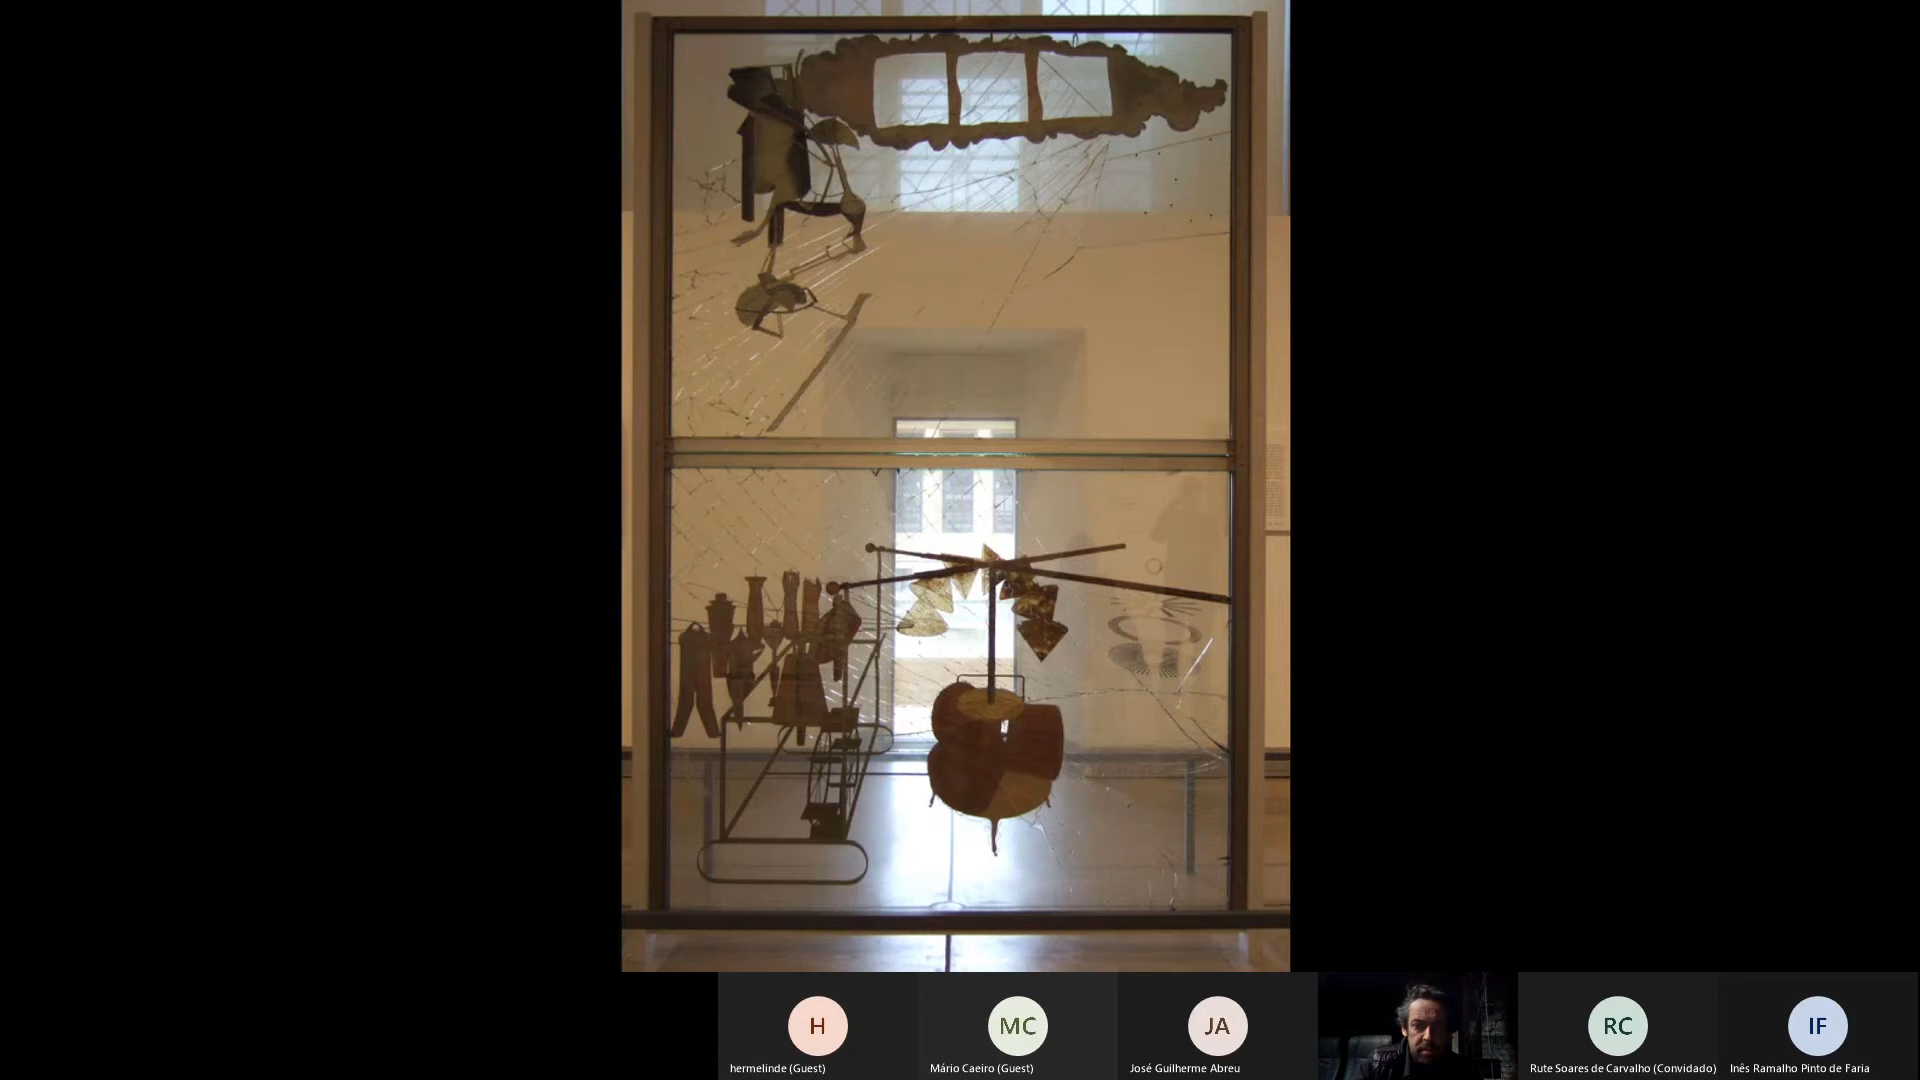 H
MC
JA
RC
IF
hermelinde (Guest)
Mário Caeiro (Guest)
José Guilherme Abreu
Rute Soares de Carvalho (Convidado)
Inês Ramalho Pinto de Faria